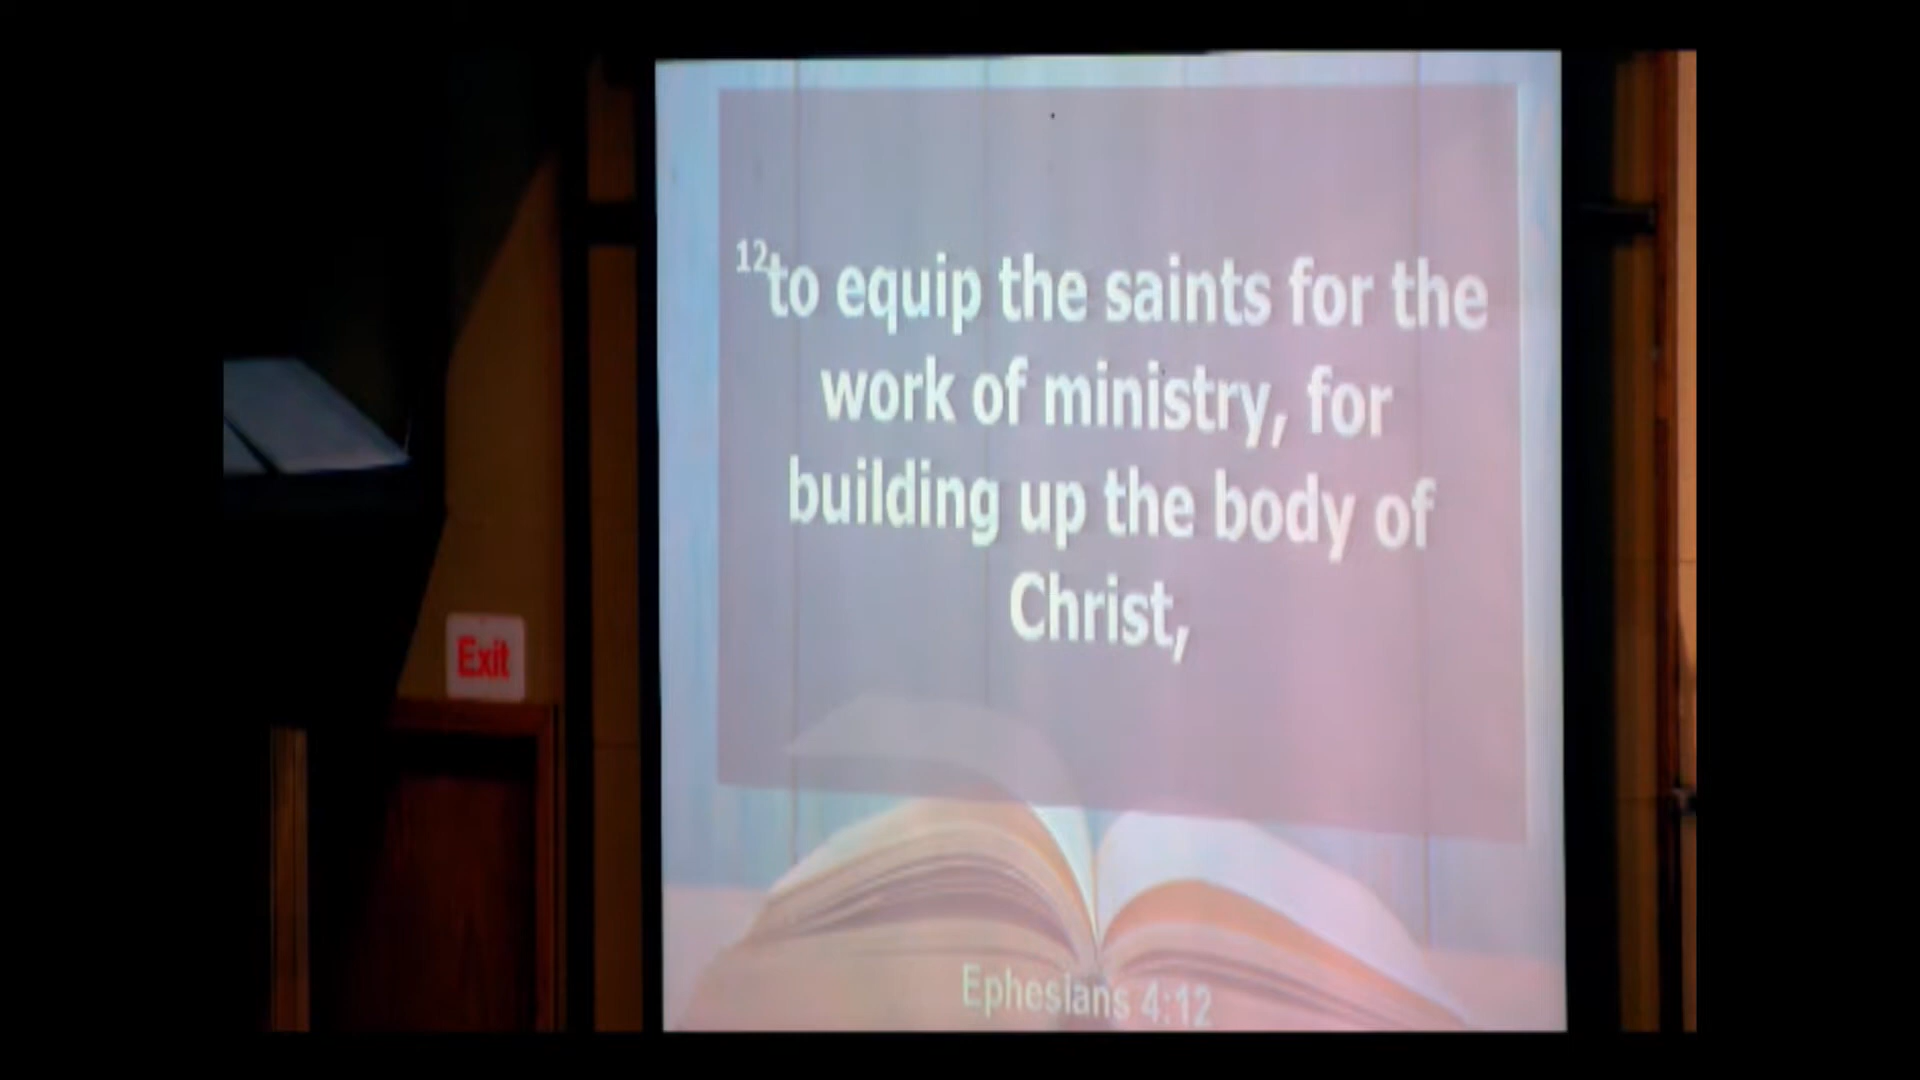 12to equip the saints for the
work of ministry, for
building up the body of
Christ,
Exit
Ephesians 4:12